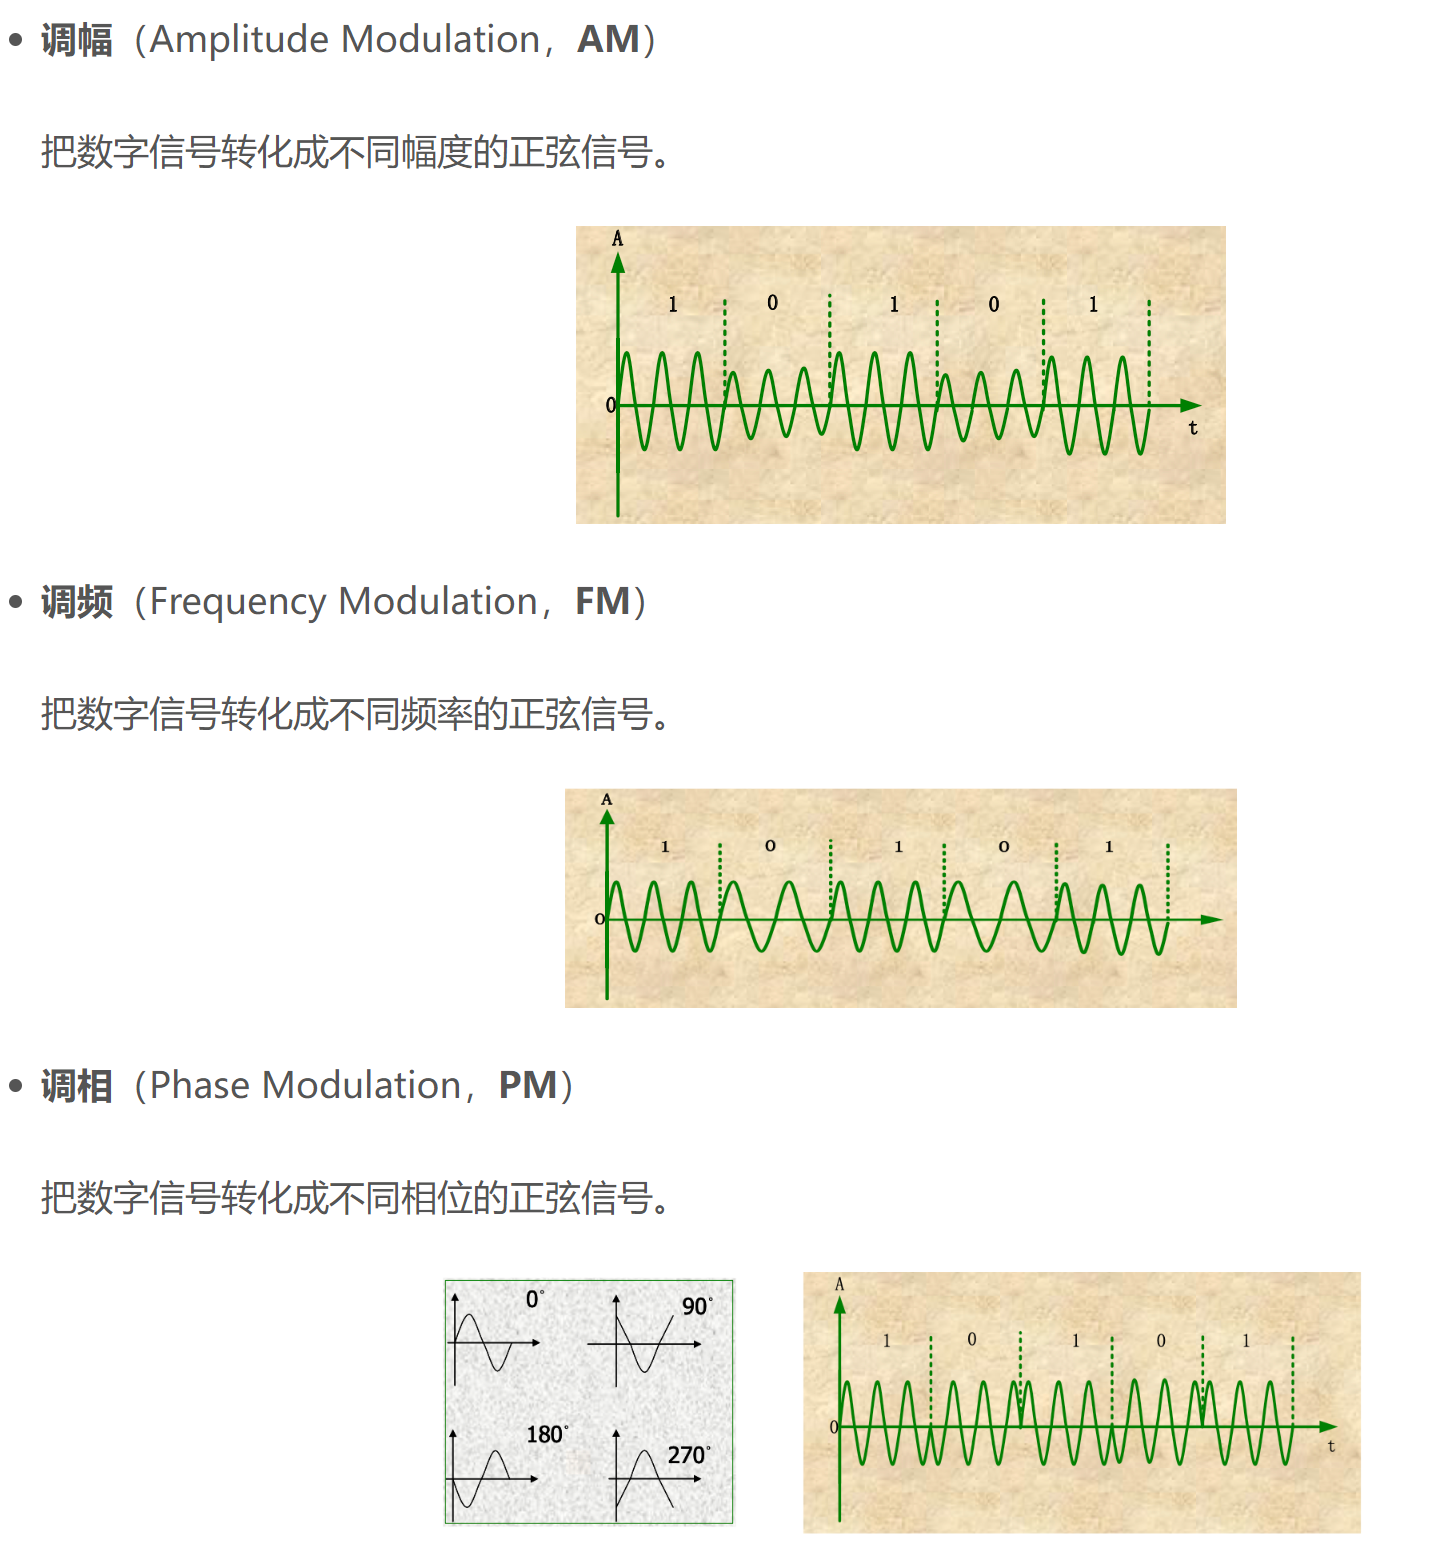 调幅（Amplitude Modulation，AM）
把数字信号转化成不同幅度的正弦信号。
A
1 0 1 0 1
0
t
调频（Frequency Modulation，FM）
把数字信号转化成不同频率的正弦信号。
A
1 0 1 0 1
0
调相（Phase Modulation，PM）
把数字信号转化成不同相位的正弦信号。
0°
90°
180°
270°
A
1 0 1 0 1
0
t